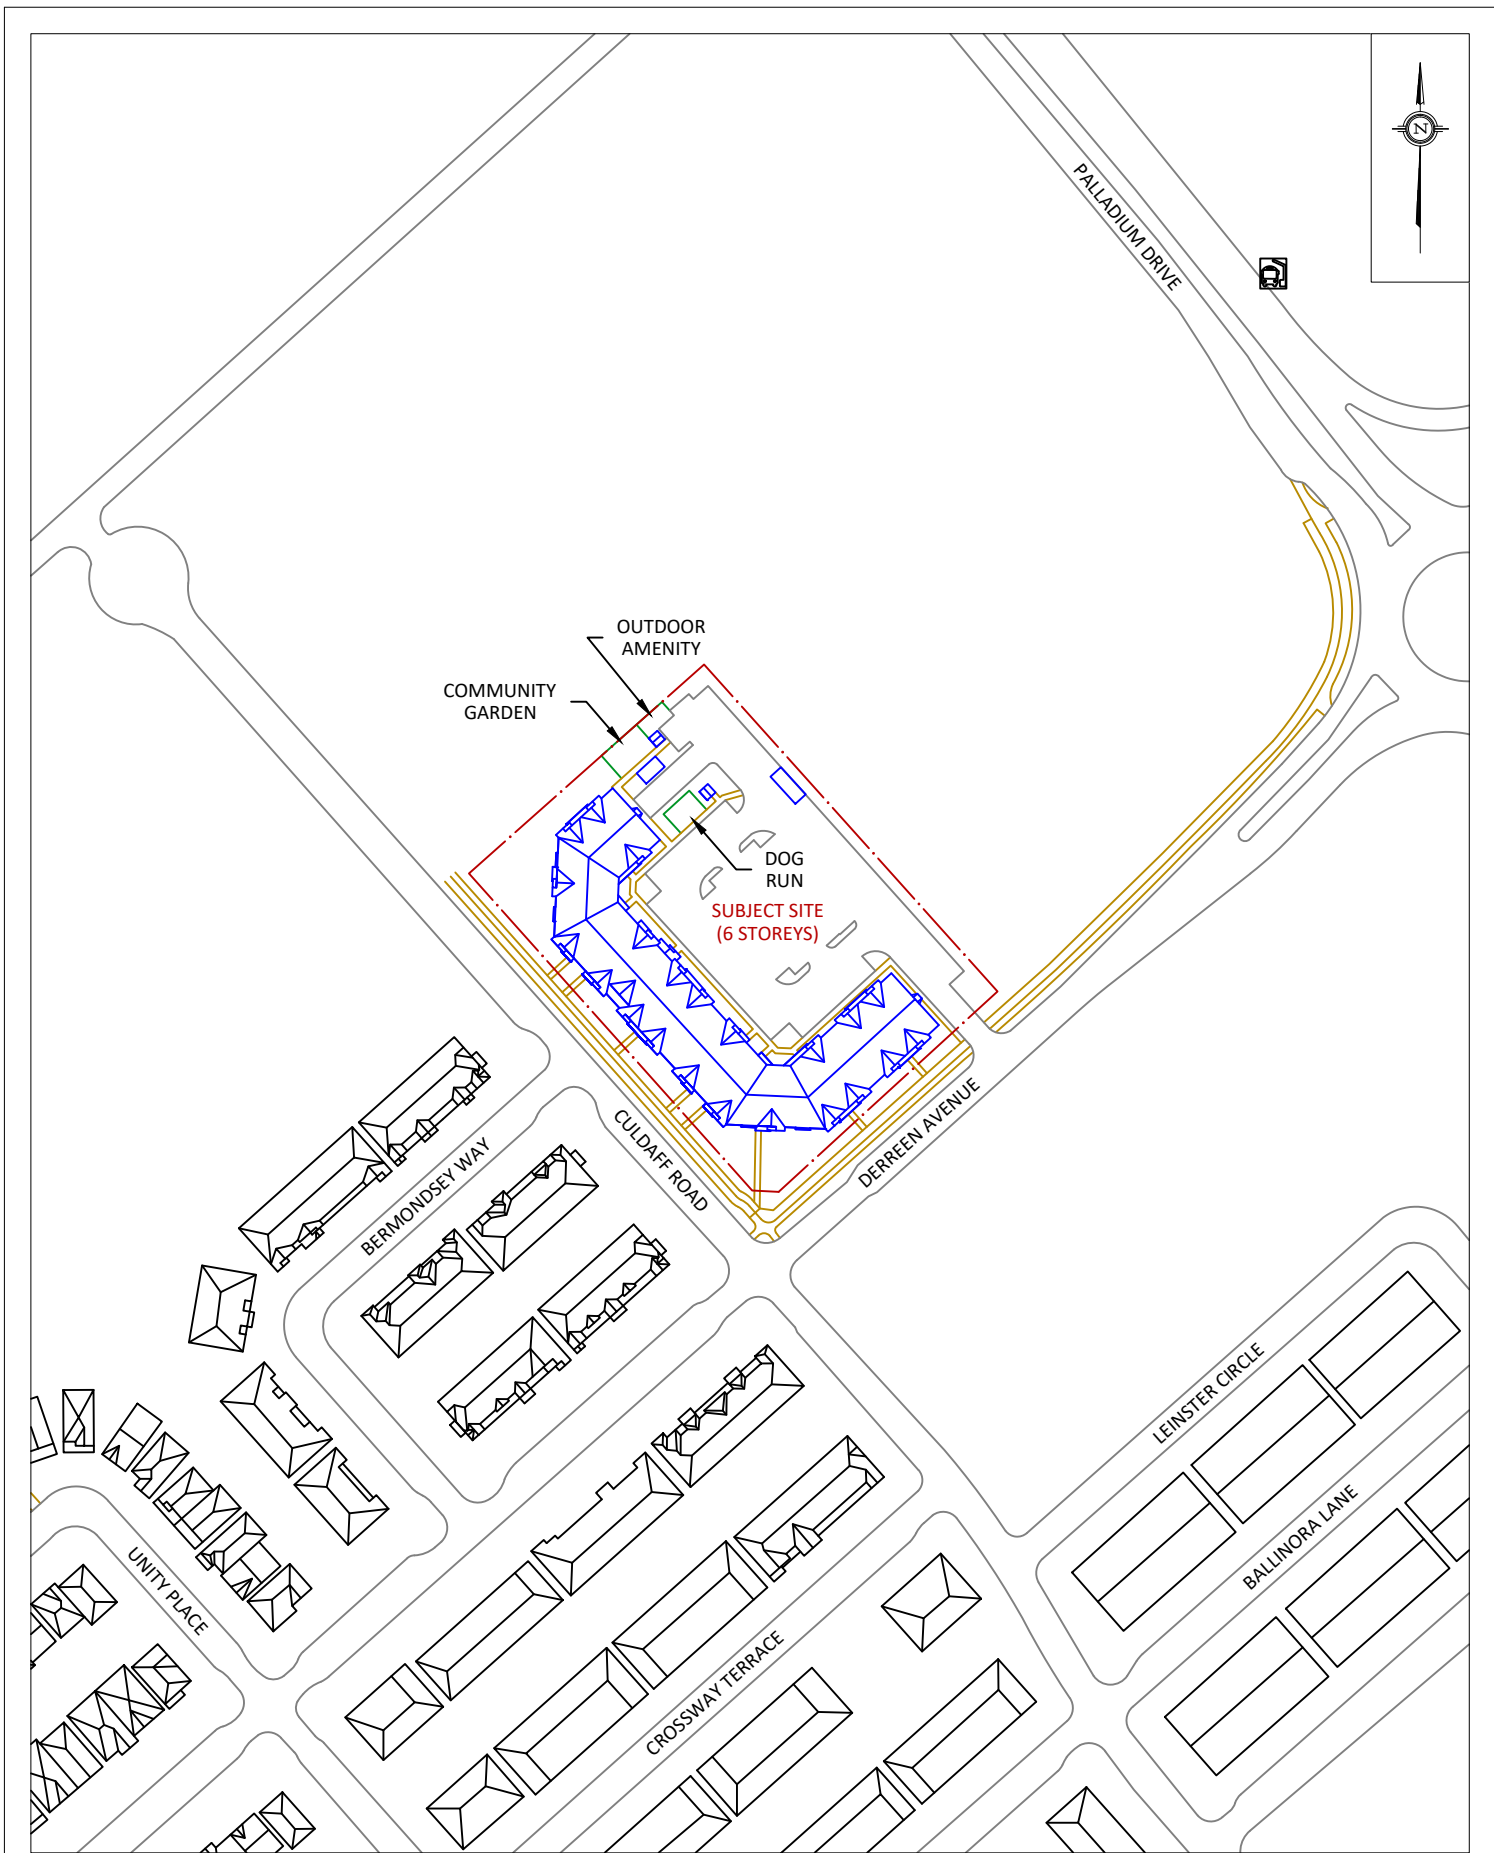 N
PALLADIUM DRIVE
OUTDOOR
AMENITY
COMMUNITY
GARDEN
DOG
RUN
SUBJECT SITE
(6 STOREYS)
CULDAFF ROAD
DERREEN AVENUE
BERMONDSEY WAY
LEINSTER CIRCLE
BALLINORA LANE
UNITY PLACE
CROSSWAY TERRACE